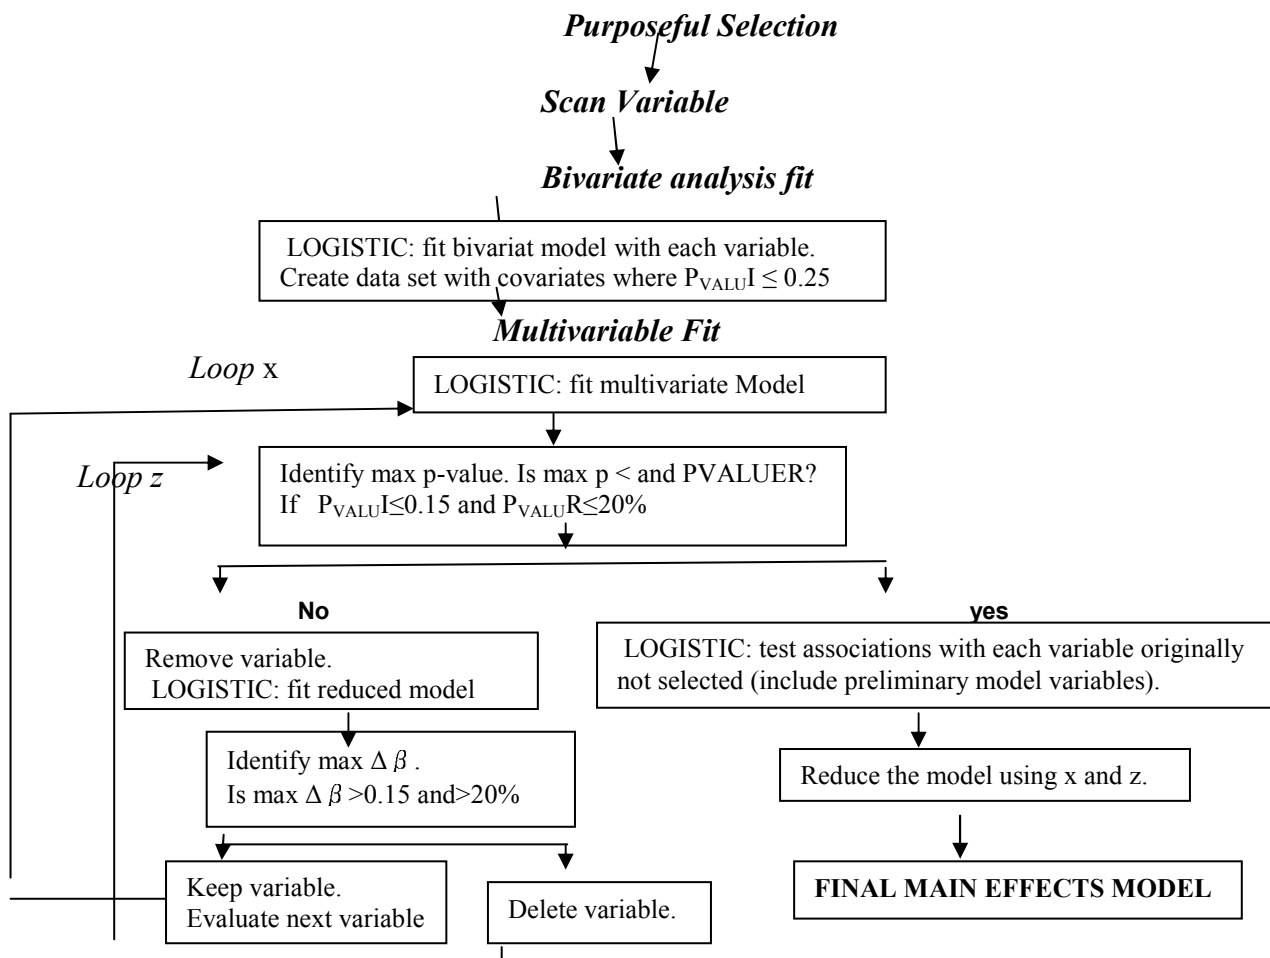 Purposeful Selection
Scan Variable
Bivariate analysis fit
LOGISTIC: fit bivariat model with each variable.
Create data set with covariates where PVALUI ≤ 0.25
Multivariable Fit
Loop x
LOGISTIC: fit multivariate Model
Loop z
Identify max p-value. Is max p < and PVALUER?
If PVALUI≤0.15 and PVALUR≤20%
No
yes
Remove variable.
LOGISTIC: fit reduced model
LOGISTIC: test associations with each variable originally
not selected (include preliminary model variables).
Identify max Δ β .
Is max Δ β >0.15 and>20%
Reduce the model using x and z.
Keep variable.
Evaluate next variable
Delete variable.
FINAL MAIN EFFECTS MODEL